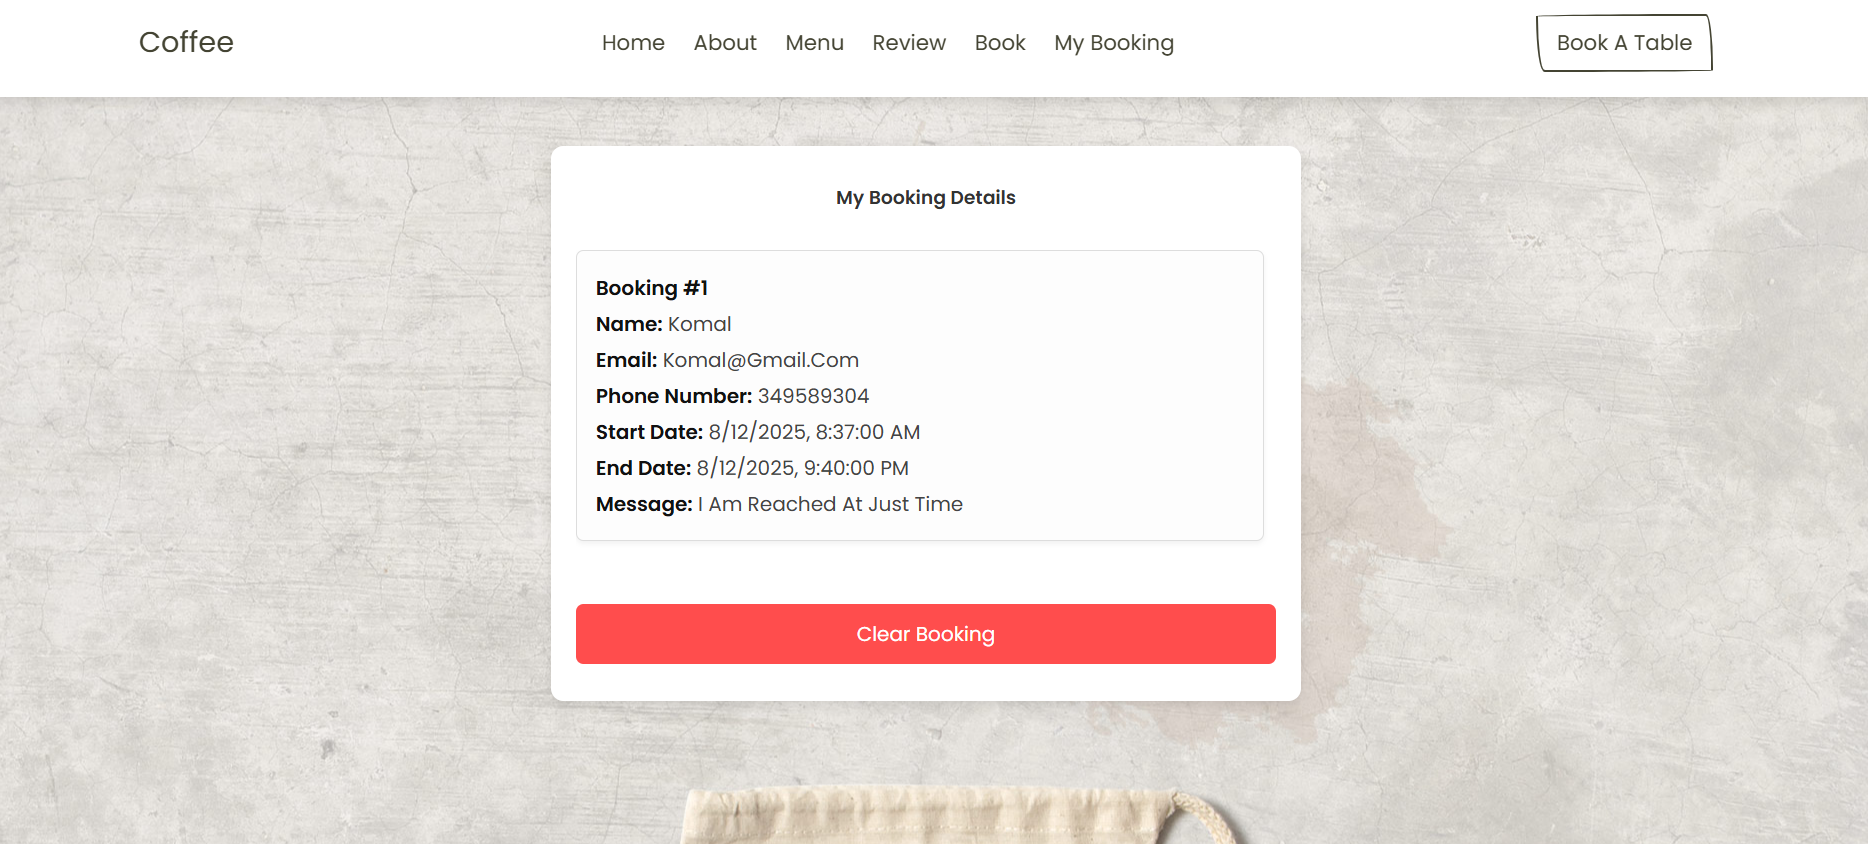 Coffee
Home About Menu Review Book My Booking
Book A Table
My Booking Details
Booking #1
Name: Komal
Email: Komal@Gmail.Com
Phone Number: 349589304
Start Date: 8/12/2025, 8:37:00 AM
End Date: 8/12/2025, 9:40:00 PM
Message: I Am Reached At Just Time
Clear Booking